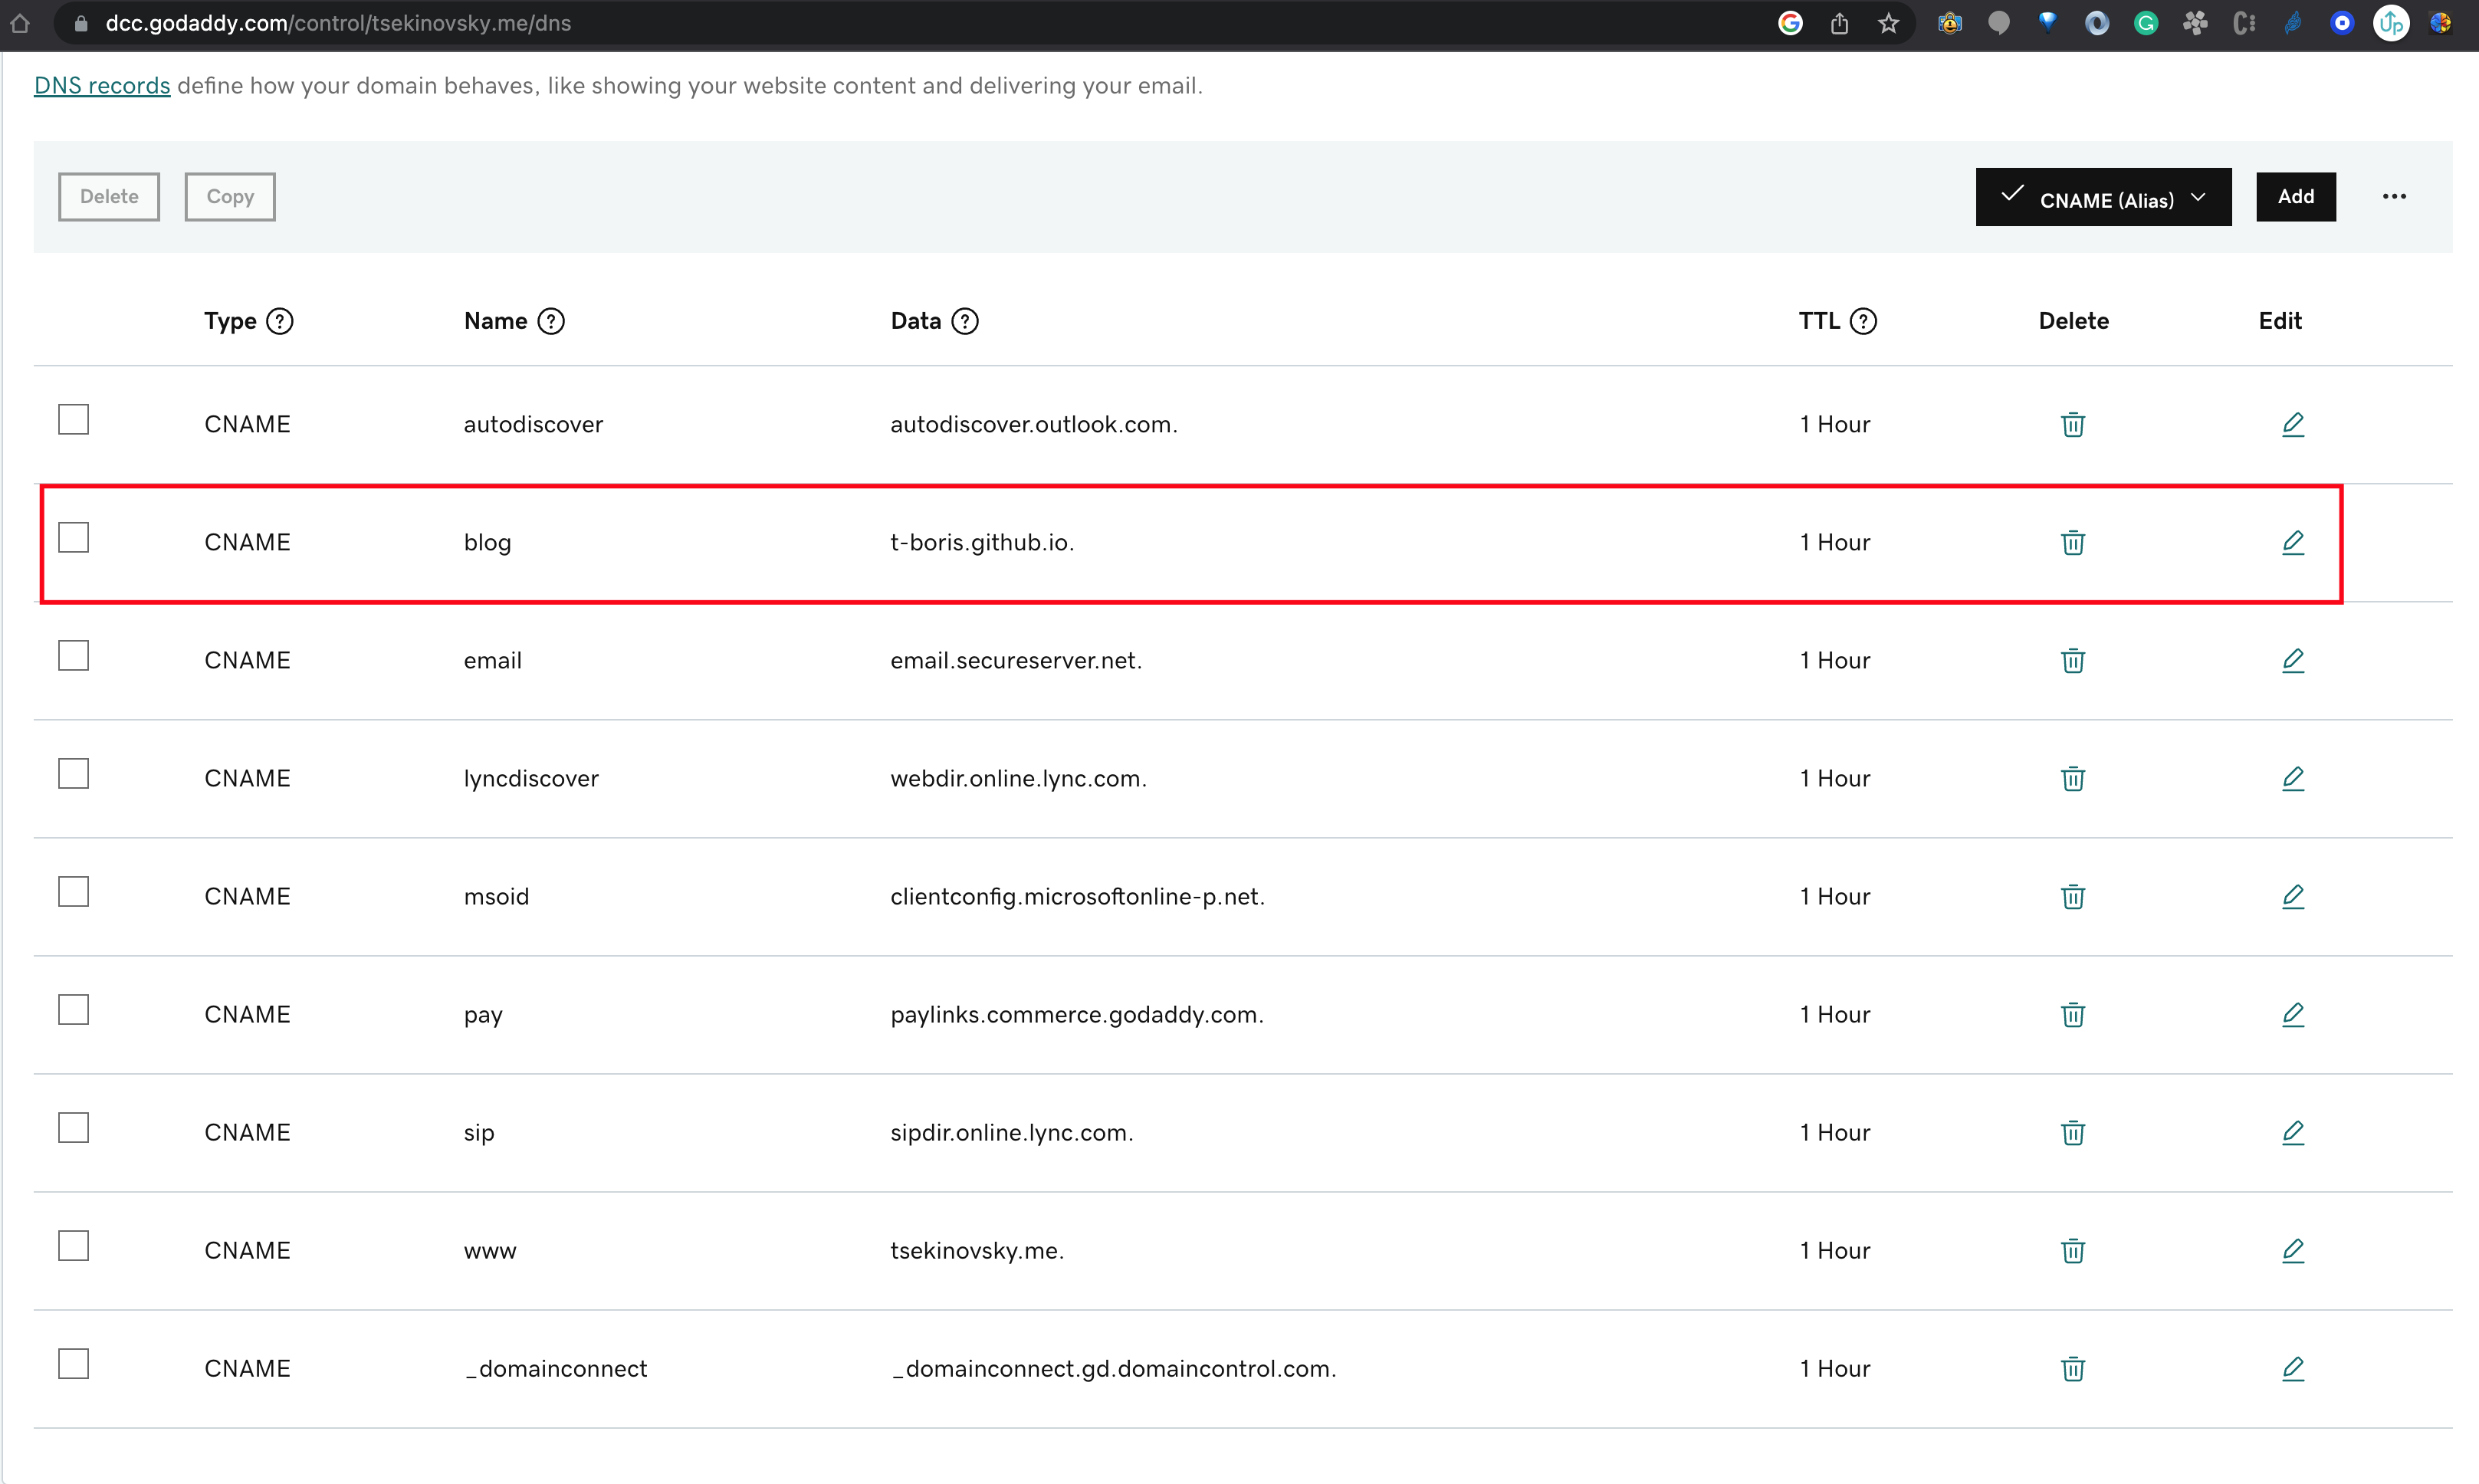 dcc.godaddy.com/control/tsekinovsky.me/dns
DNS records define how your domain behaves, like showing your website content and delivering your email.
Delete Copy CNAME (Alias) Add
Type Name Data TTL Delete Edit
CNAME autodiscover autodiscover.outlook.com. 1 Hour
CNAME blog t-boris.github.io. 1 Hour
CNAME email email.secureserver.net. 1 Hour
CNAME lyncdiscover webdir.online.lync.com. 1 Hour
CNAME msoid clientconfig.microsoftonline-p.net. 1 Hour
CNAME pay paylinks.commerce.godaddy.com. 1 Hour
CNAME sip sipdir.online.lync.com. 1 Hour
CNAME www tsekinovsky.me. 1 Hour
CNAME _domainconnect _domainconnect.gd.domaincontrol.com. 1 Hour